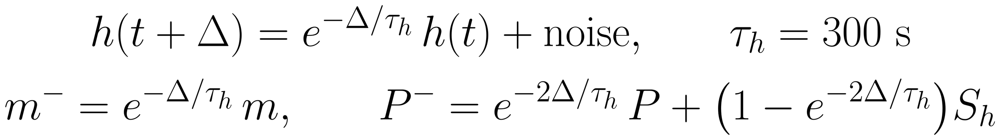 h(t + Δ) = e^{−Δ/τ_h} h(t) + noise, τ_h = 300 s
m^− = e^{−Δ/τ_h} m, P^− = e^{−2Δ/τ_h} P + (1 − e^{−2Δ/τ_h}) S_h